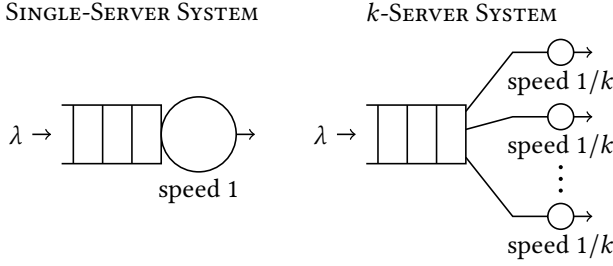 SINGLE-SERVER SYSTEM
λ →
speed 1
k-SERVER SYSTEM
λ →
speed 1/k
speed 1/k
speed 1/k